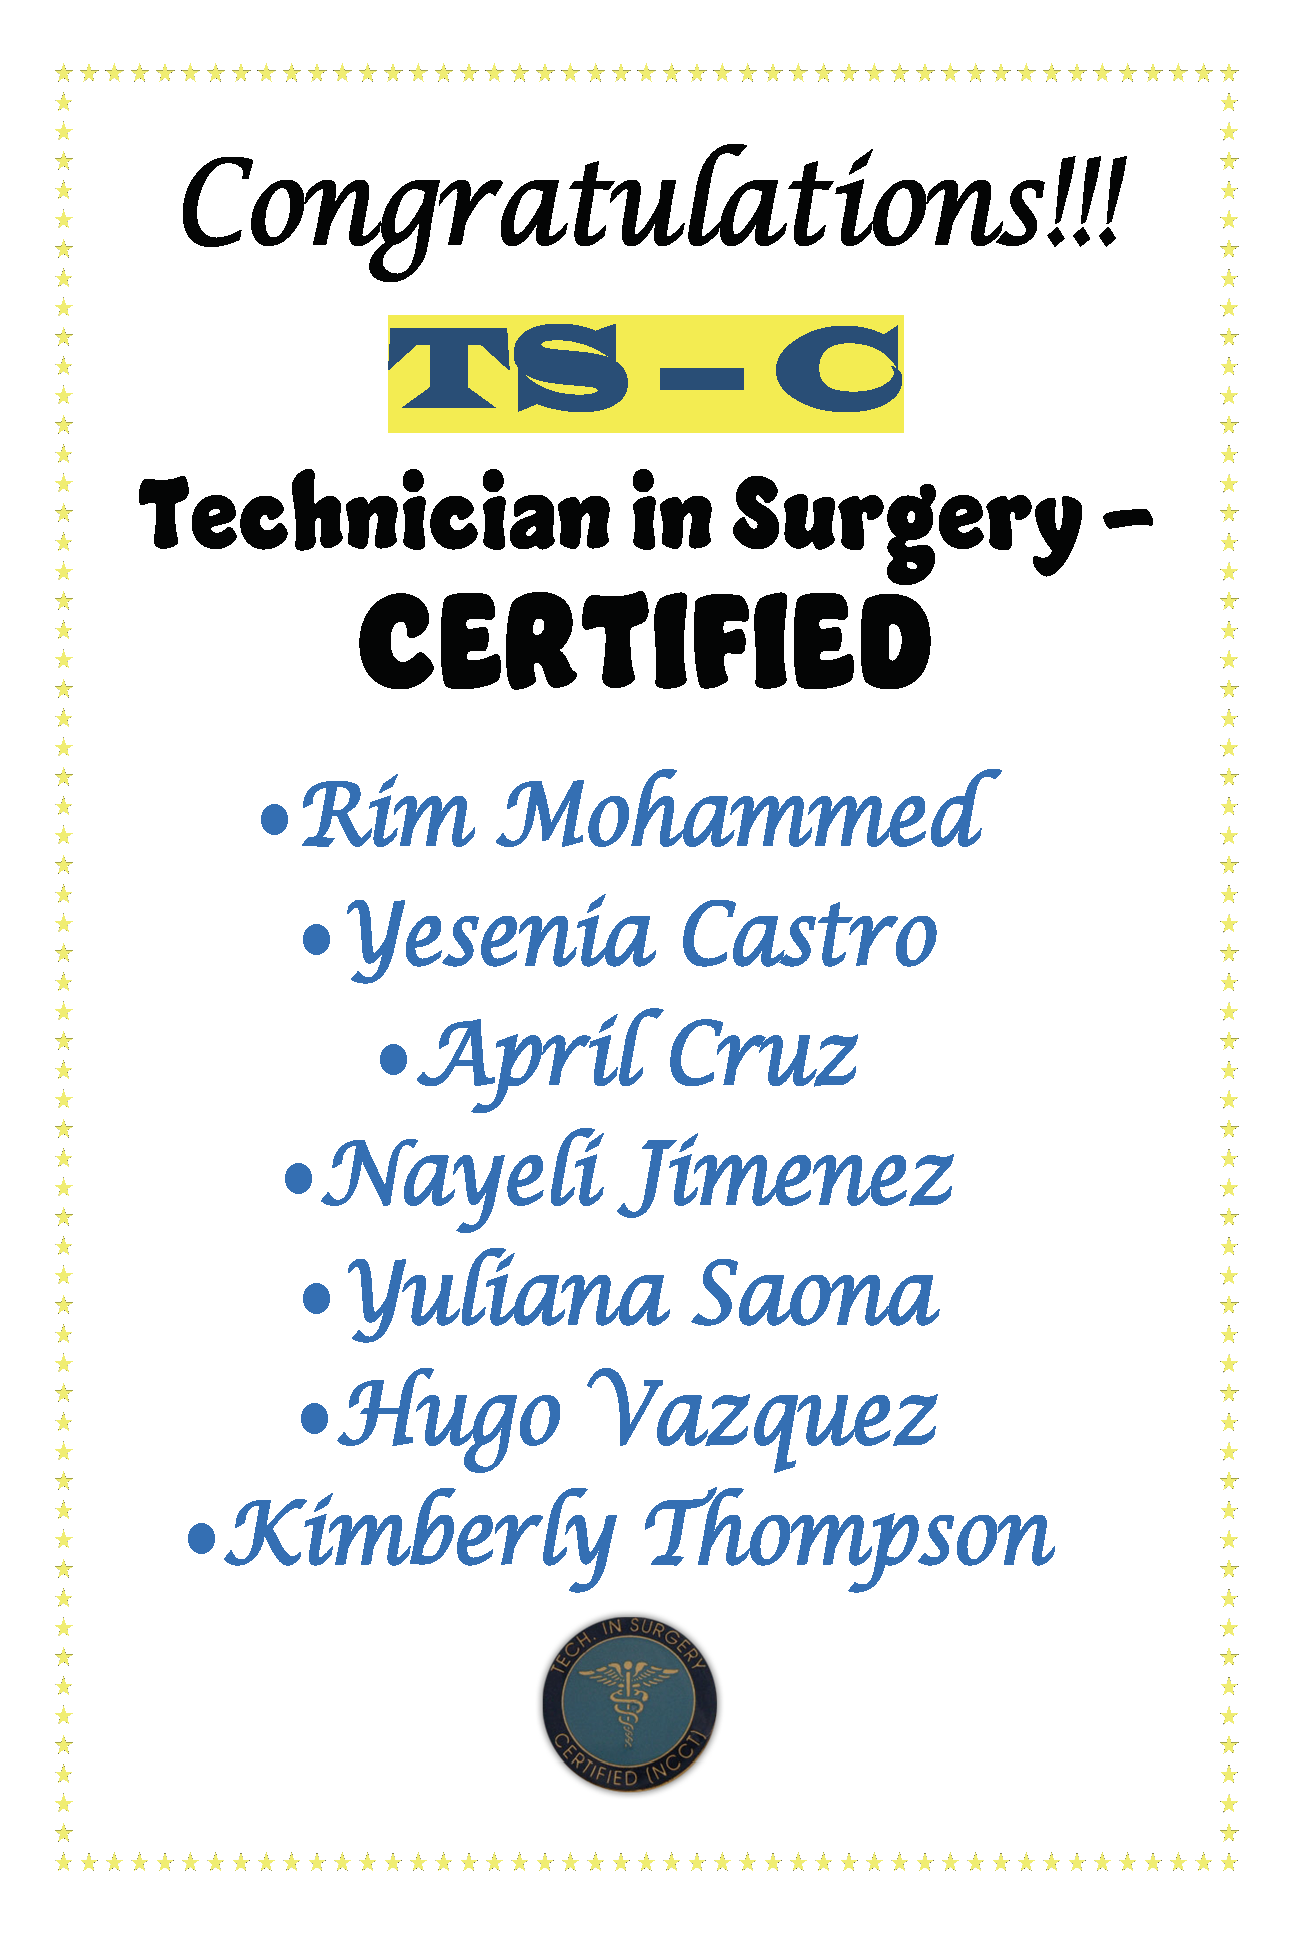 Congratulations!!!
TS – C
Technician in Surgery –
CERTIFIED
•Rim Mohammed
•Yesenia Castro
•April Cruz
•Nayeli Jimenez
•Yuliana Saona
•Hugo Vazquez
•Kimberly Thompson
TECH. IN SURGERY
CERTIFIED (NCCT)